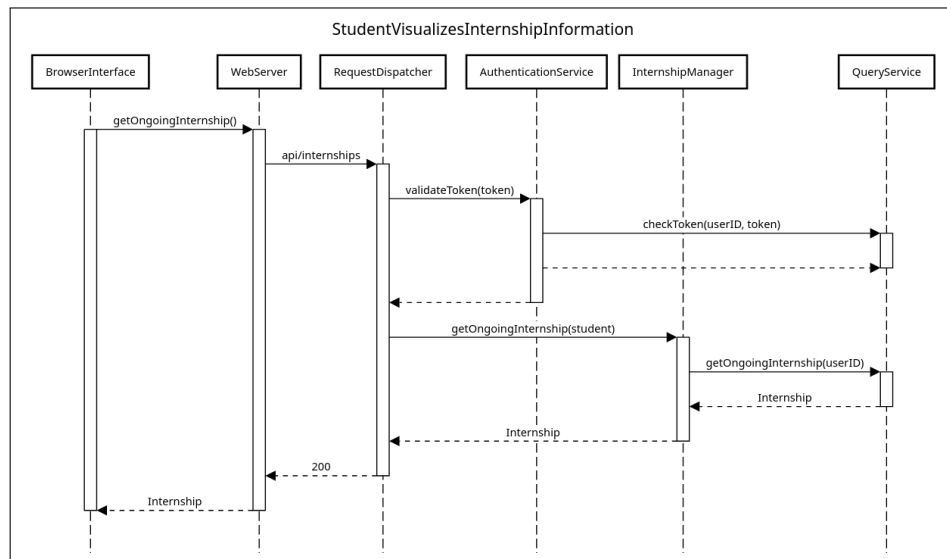 StudentVisualizesInternshipInformation
BrowserInterface
WebServer
RequestDispatcher
AuthenticationService
InternshipManager
QueryService
getOngoingInternship()
api/internships
validateToken(token)
checkToken(userID, token)
getOngoingInternship(student)
getOngoingInternship(userID)
Internship
Internship
200
Internship